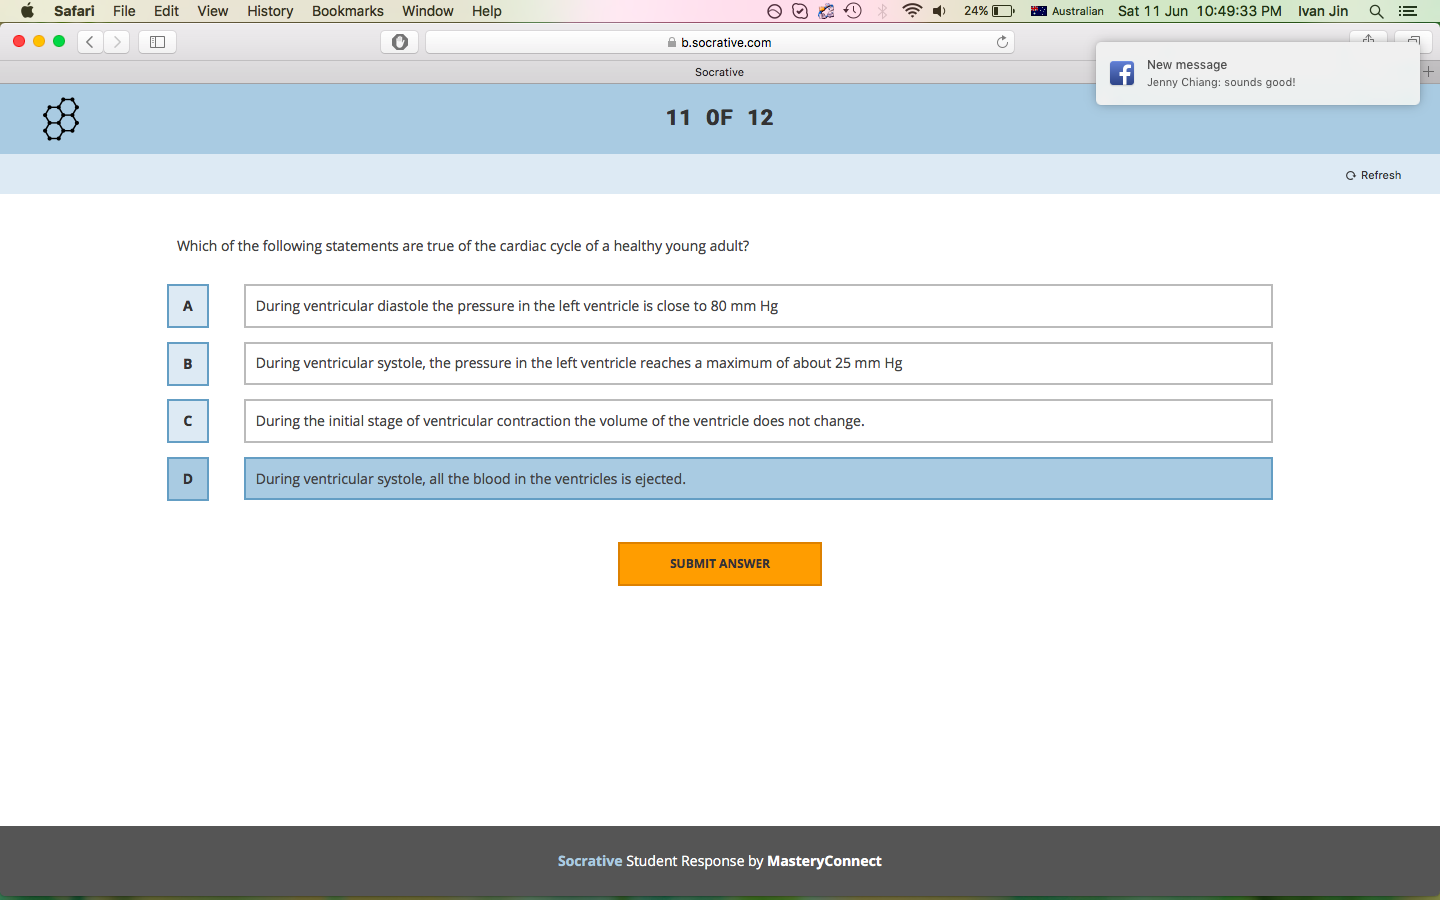 Safari File Edit View History Bookmarks Window Help 24% Australian Sat 11 Jun 10:49:33 PM Ivan Jin
b.socrative.com
Socrative
New message
Jenny Chiang: sounds good!
11 OF 12
Refresh
Which of the following statements are true of the cardiac cycle of a healthy young adult?
A During ventricular diastole the pressure in the left ventricle is close to 80 mm Hg
B During ventricular systole, the pressure in the left ventricle reaches a maximum of about 25 mm Hg
C During the initial stage of ventricular contraction the volume of the ventricle does not change.
D During ventricular systole, all the blood in the ventricles is ejected.
SUBMIT ANSWER
Socrative Student Response by MasteryConnect